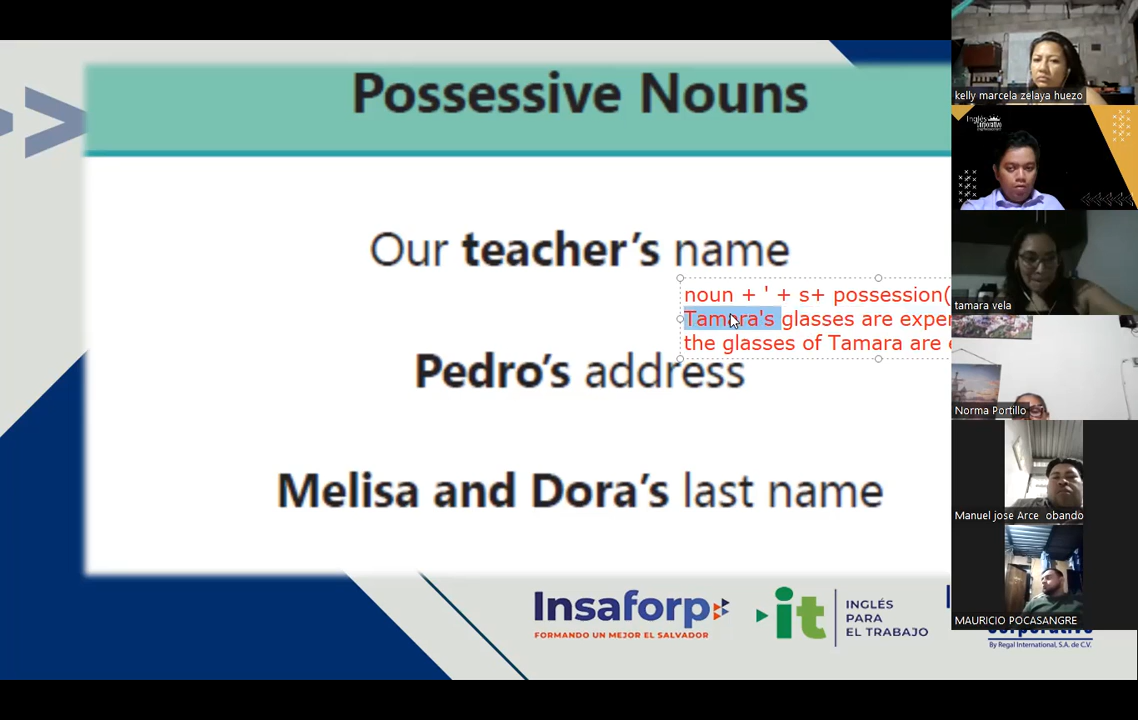 Possessive Nouns
Our teacher's name
noun + ' + s+ possession(
Tamara's glasses are exper
the glasses of Tamara are
Pedro's address
Melisa and Dora's last name
Insaforp
FORMANDO UN MEJOR EL SALVADOR
it
INGLÉS
PARA
EL TRABAJO
By Regal International, S.A. de C.V.
kelly marcela zelaya huezo
Inglés
tamara vela
Norma Portillo
Manuel jose Arce obando
MAURICIO POCASANGRE